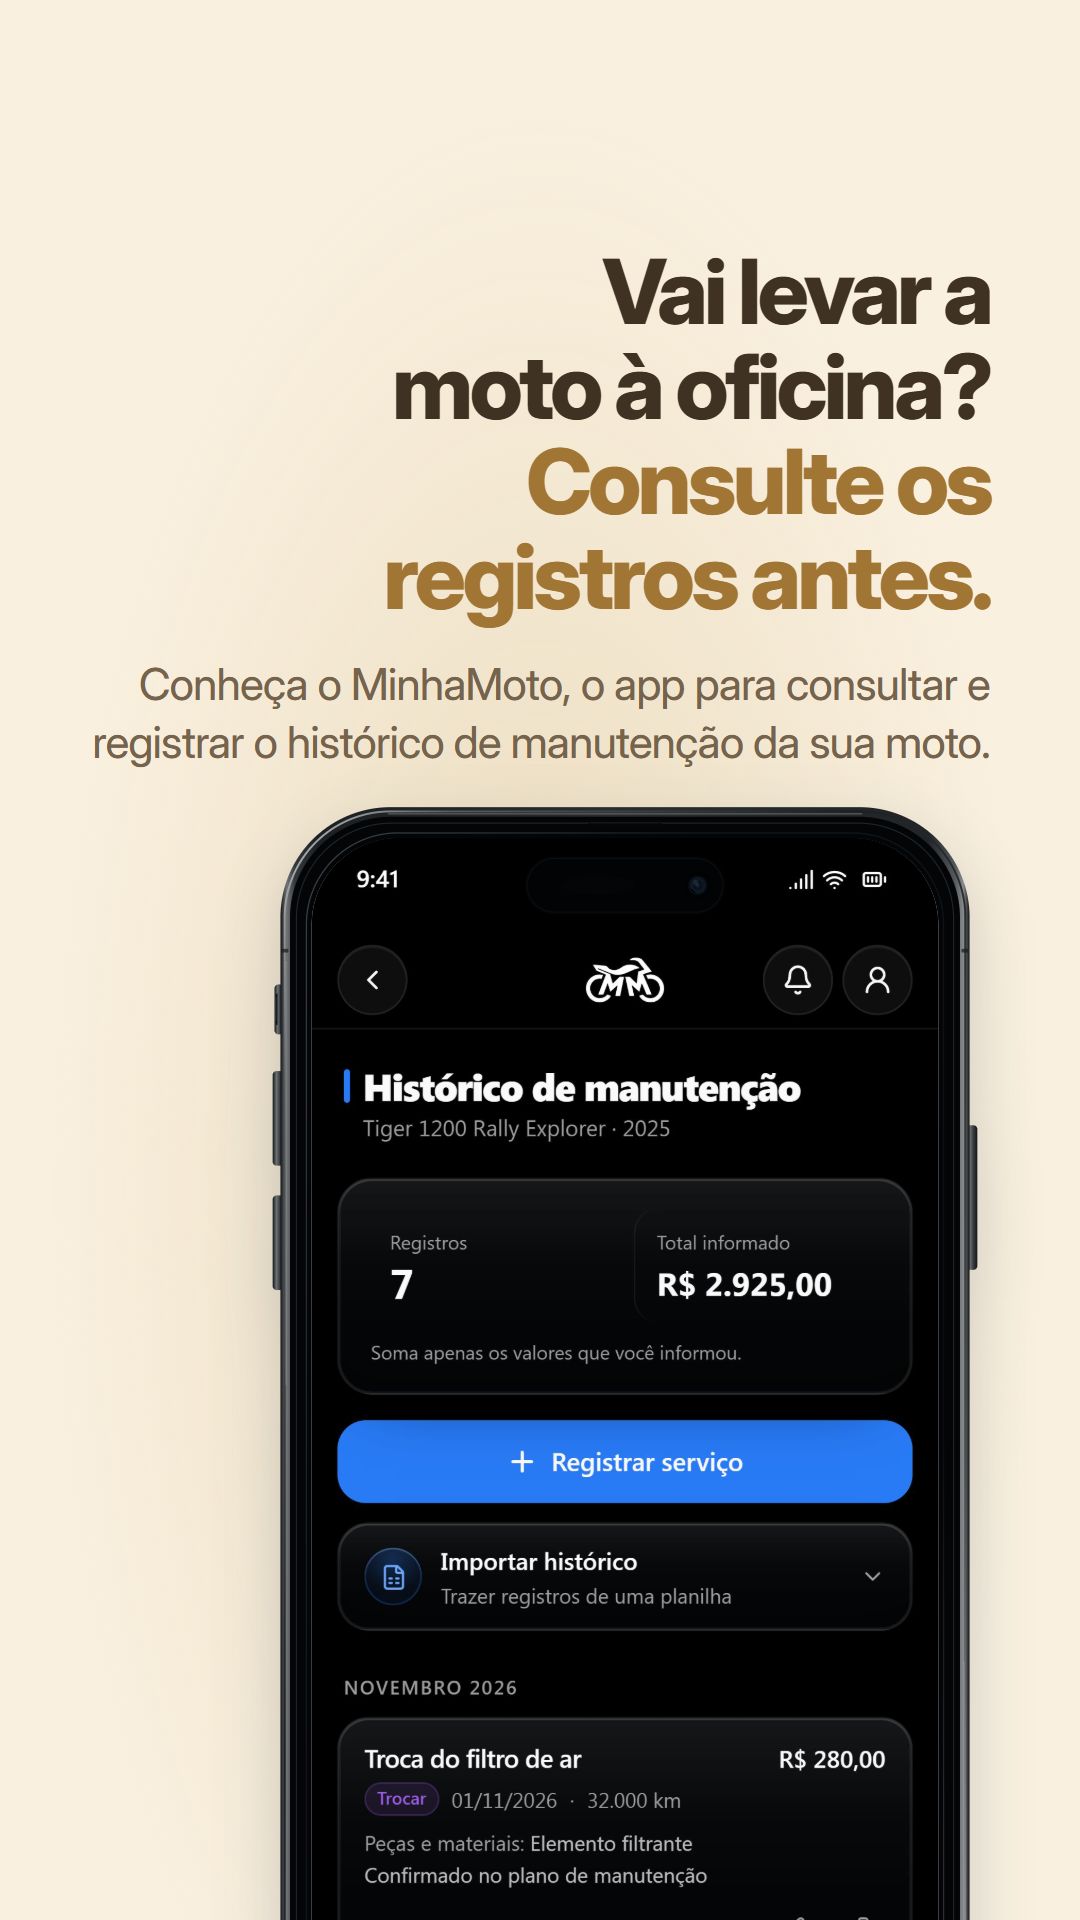 Vai levar a
moto à oficina?
Consulte os
registros antes.
Conheça o MinhaMoto, o app para consultar e
registrar o histórico de manutenção da sua moto.
9:41
MM
Histórico de manutenção
Tiger 1200 Rally Explorer · 2025
Registros
7
Total informado
R$ 2.925,00
Soma apenas os valores que você informou.
+ Registrar serviço
Importar histórico
Trazer registros de uma planilha
NOVEMBRO 2026
Troca do filtro de ar
R$ 280,00
Trocar 01/11/2026 · 32.000 km
Peças e materiais: Elemento filtrante
Confirmado no plano de manutenção